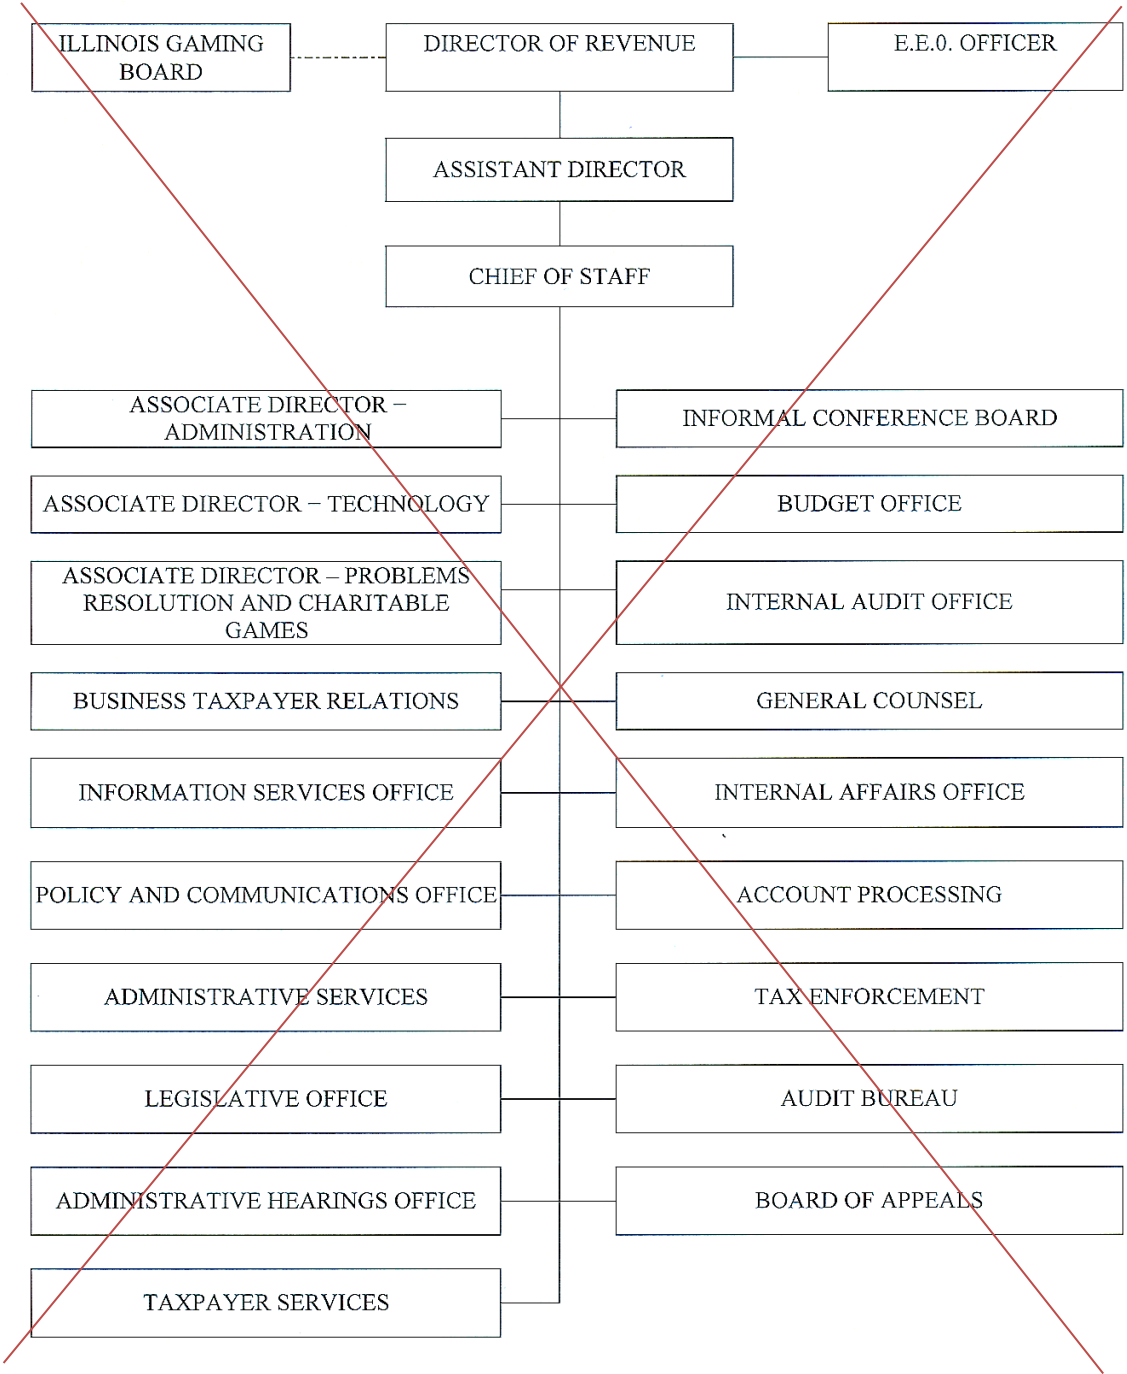 ILLINOIS GAMING
BOARD
DIRECTOR OF REVENUE
E.E.0. OFFICER
ASSISTANT DIRECTOR
CHIEF OF STAFF
ASSOCIATE DIRECTOR –
ADMINISTRATION
INFORMAL CONFERENCE BOARD
ASSOCIATE DIRECTOR – TECHNOLOGY
BUDGET OFFICE
ASSOCIATE DIRECTOR – PROBLEMS
RESOLUTION AND CHARITABLE
GAMES
INTERNAL AUDIT OFFICE
BUSINESS TAXPAYER RELATIONS
GENERAL COUNSEL
INFORMATION SERVICES OFFICE
INTERNAL AFFAIRS OFFICE
POLICY AND COMMUNICATIONS OFFICE
ACCOUNT PROCESSING
ADMINISTRATIVE SERVICES
TAX ENFORCEMENT
LEGISLATIVE OFFICE
AUDIT BUREAU
ADMINISTRATIVE HEARINGS OFFICE
BOARD OF APPEALS
TAXPAYER SERVICES